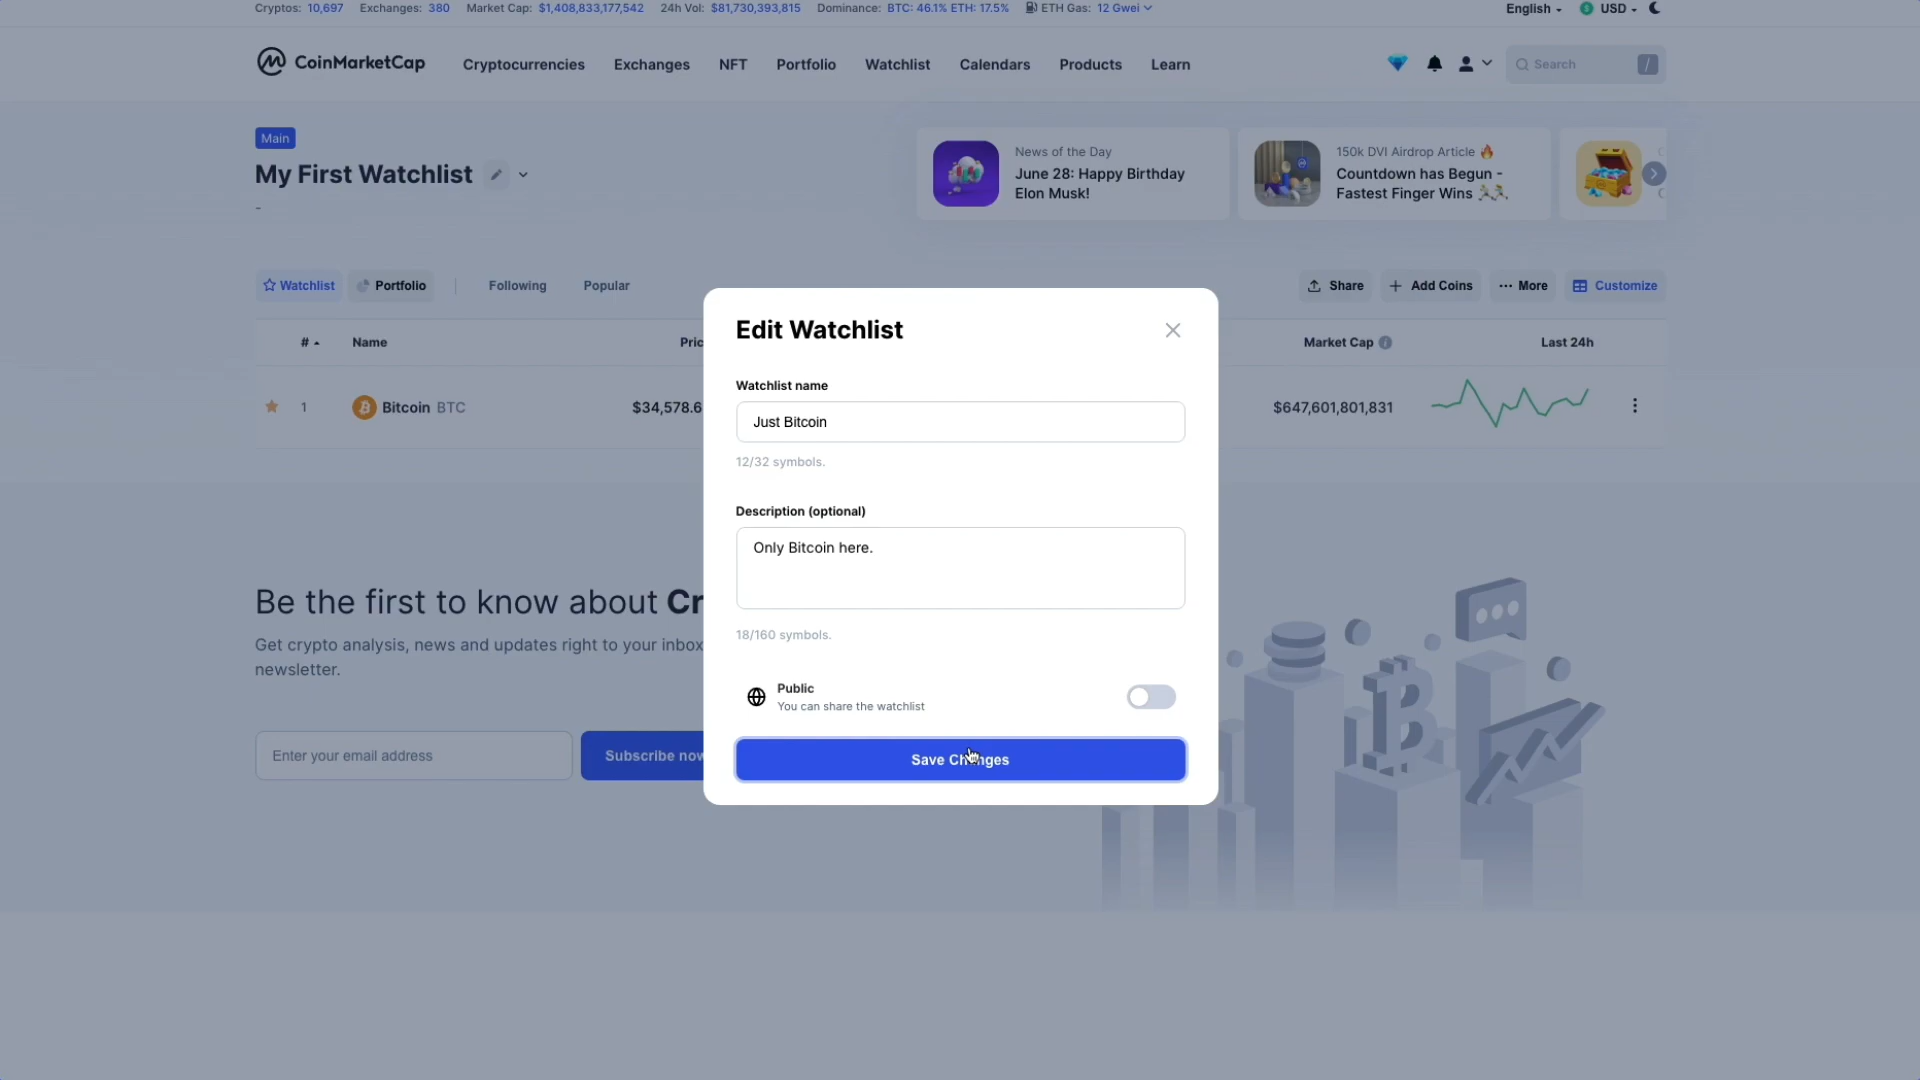 Cryptos: 10,697 Exchanges: 380 Market Cap: $1,408,833,177,542 24h Vol: $81,730,393,815 Dominance: BTC: 46.1% ETH: 17.5% ETH Gas: 12 Gwei English USD
CoinMarketCap Cryptocurrencies Exchanges NFT Portfolio Watchlist Calendars Products Learn Search /
Main
My First Watchlist
-
News of the Day
June 28: Happy Birthday
Elon Musk!
150k DVI Airdrop Article 🔥
Countdown has Begun -
Fastest Finger Wins
Watchlist Portfolio Following Popular Share + Add Coins ··· More Customize
# Name Market Cap Last 24h
1 Bitcoin BTC $34,578.6 $647,601,801,831
Edit Watchlist
Watchlist name
Just Bitcoin
12/32 symbols.
Description (optional)
Only Bitcoin here.
18/160 symbols.
Public
You can share the watchlist
Save Changes
Be the first to know about
Get crypto analysis, news and updates right to your inbox
newsletter.
Enter your email address
Subscribe now